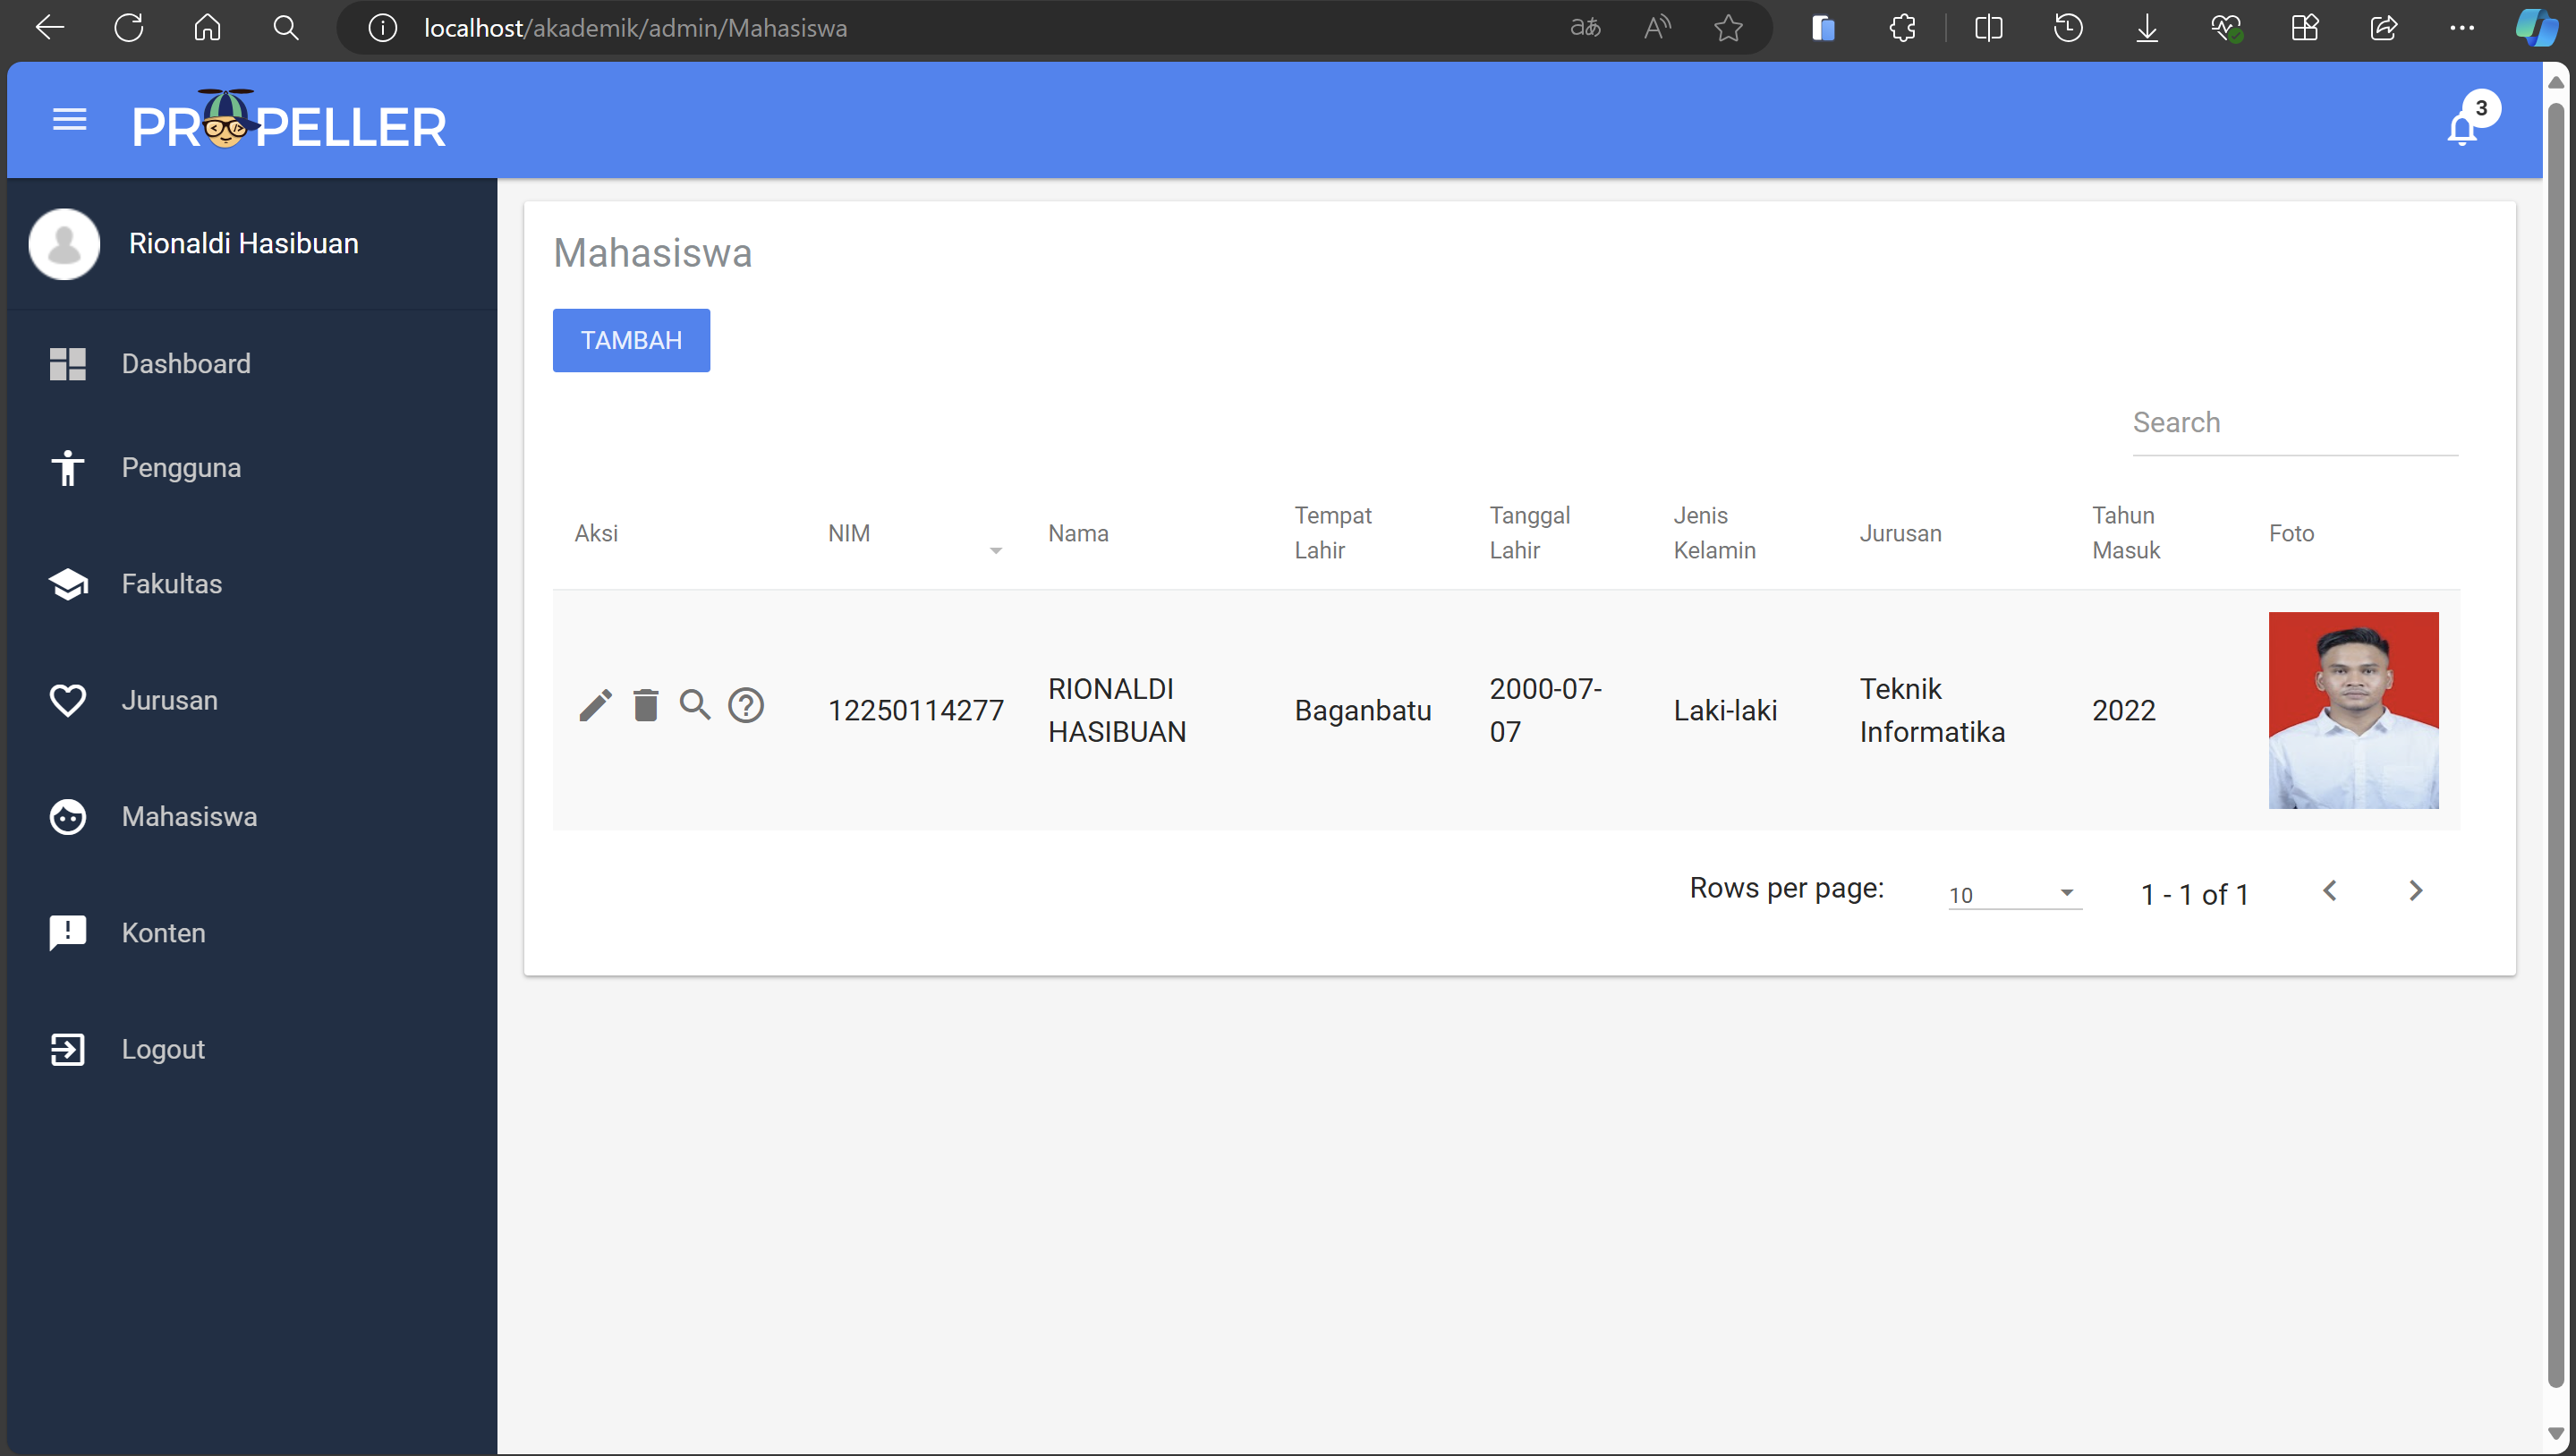 localhost/akademik/admin/Mahasiswa
PROPELLER
3
Rionaldi Hasibuan
Dashboard
Pengguna
Fakultas
Jurusan
Mahasiswa
Konten
Logout
Mahasiswa
TAMBAH
Search
Aksi
NIM
Nama
Tempat
Lahir
Tanggal
Lahir
Jenis
Kelamin
Jurusan
Tahun
Masuk
Foto
12250114277
RIONALDI
HASIBUAN
Baganbatu
2000-07-
07
Laki-laki
Teknik
Informatika
2022
Rows per page:
10
1 - 1 of 1